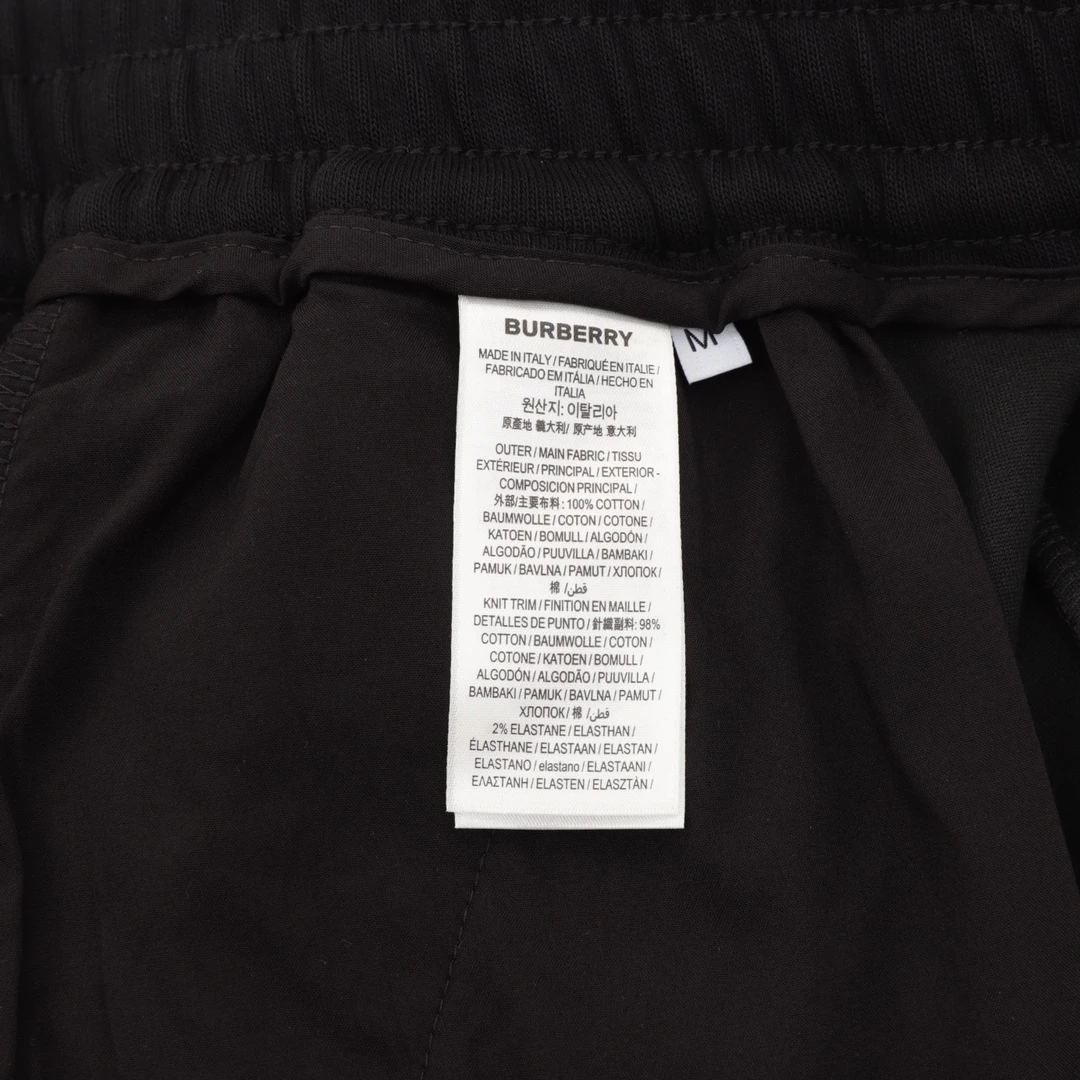 BURBERRY
M
MADE IN ITALY / FABRIQUÉ EN ITALIE /
FABRICADO EM ITÁLIA / HECHO EN
ITALIA
원산지: 이탈리아
原產地 義大利/ 原产地 意大利
OUTER / MAIN FABRIC / TISSU
EXTÉRIEUR / PRINCIPAL / EXTERIOR -
COMPOSICION PRINCIPAL /
外部/主要布料: 100% COTTON /
BAUMWOLLE / COTON / COTONE /
KATOEN / BOMULL / ALGODÓN /
ALGODÃO / PUUVILLA / BAMBAKI /
PAMUK / BAVLNA / PAMUT / ХЛОПОК /
棉 / قطن/
KNIT TRIM / FINITION EN MAILLE /
DETALLES DE PUNTO / 針織副料: 98%
COTTON / BAUMWOLLE / COTON /
COTONE / KATOEN / BOMULL /
ALGODÓN / ALGODÃO / PUUVILLA /
BAMBAKI / PAMUK / BAVLNA / PAMUT /
ХЛОПОК / 棉 / قطن/
2% ELASTANE / ELASTHAN /
ÉLASTHANE / ELASTAAN / ELASTAN /
ELASTANO / elastano / ELASTAANI /
ΕΛΑΣΤΑΝΗ / ELASTEN / ELASZTÀN /